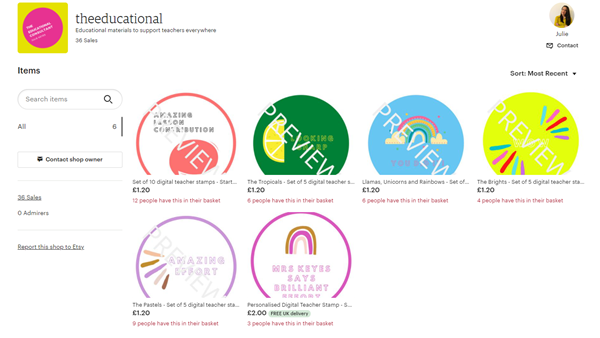 THE
EDUCATIONAL
CONSULTANT
theeducational
Educational materials to support teachers everywhere
36 Sales
Julie
Contact
Items
Sort: Most Recent
Search items
All 6
Contact shop owner
36 Sales
0 Admirers
Report this shop to Etsy
AMAZING
LESSON
CONTRIBUTION
PREVIEW
Set of 10 digital teacher stamps - Start...
£1.20
12 people have this in their basket
PREVIEW
The Tropicals - Set of 5 digital teacher s...
£1.20
6 people have this in their basket
PREVIEW
Llamas, Unicorns and Rainbows - Set of...
£1.20
6 people have this in their basket
PREVIEW
The Brights - Set of 5 digital teacher sta...
£1.20
4 people have this in their basket
AMAZING
EFFORT
PREVIEW
The Pastels - Set of 5 digital teacher sta...
£1.20
9 people have this in their basket
MRS KEYES
SAYS
BRILLIANT
EFFORT
Personalised Digital Teacher Stamp - S...
£2.00 FREE UK delivery
3 people have this in their basket